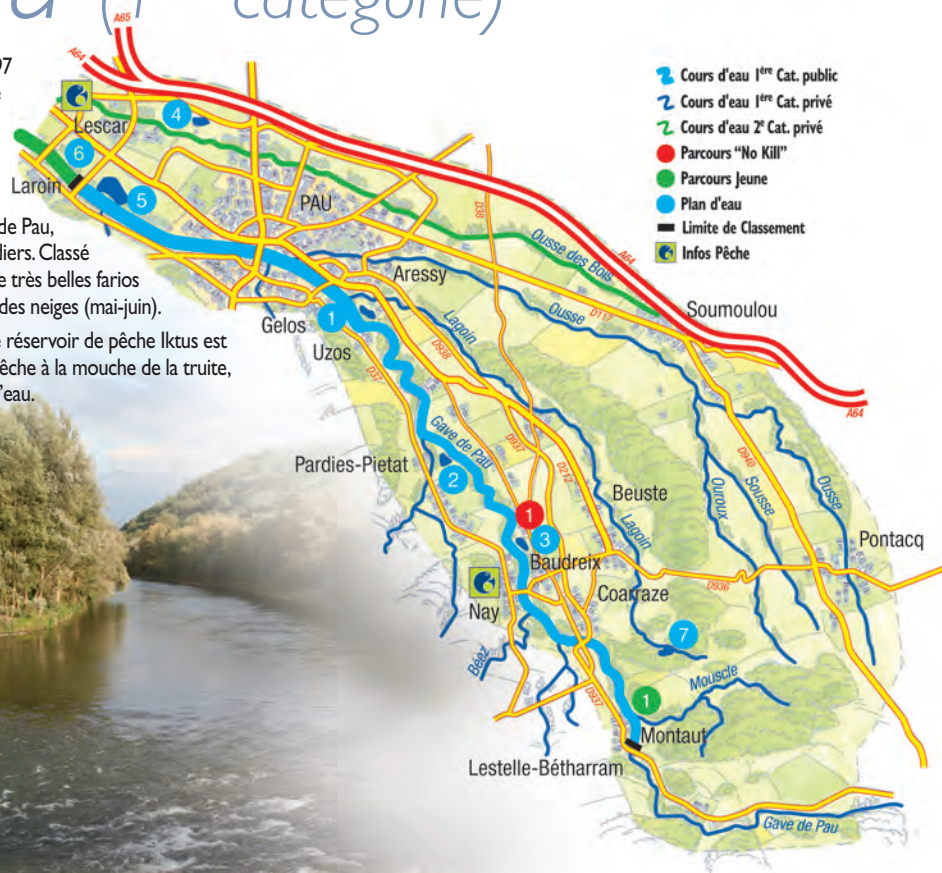 (1 catégorie)
97
de Pau,
liers. Classé
e très belles farios
des neiges (mai-juin).
réservoir de pêche Iktus est
êche à la mouche de la truite,
'eau.
Cours d'eau 1ère Cat. public
Cours d'eau 1ère Cat. privé
Cours d'eau 2e Cat. privé
Parcours "No Kill"
Parcours Jeune
Plan d'eau
Limite de Classement
Infos Pêche
A65
A64
Lescar
4
6
Laroin
5
PAU
D38
Ousse des Bois
A64
Aressy
Ousse
D11
Soumoulou
A64
Gelos
1
Uzos
Lagoin
D938
D37
Gave de Pau
D937
D212
Pardies-Pietat
2
Beuste
Lagoin
Ouroux
Sousse
D940
Ousse
Pontacq
1
3
Baudreix
Nay
Coarraze
D936
7
Béez
Mouscle
D937
1
Montaut
Lestelle-Bétharram
Gave de Pau